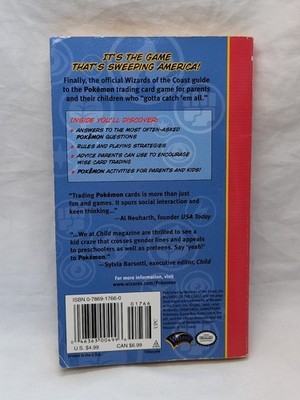 IT'S THE GAME
THAT'S SWEEPING AMERICA!
Finally, the official Wizards of the Coast guide
to the Pokémon trading card game for parents
and their children who "gotta catch 'em all."
INSIDE YOU'LL DISCOVER:
ANSWERS TO THE MOST OFTEN-ASKED
POKÉMON QUESTIONS
RULES AND PLAYING STRATEGIES
ADVICE PARENTS CAN USE TO ENCOURAGE
WISE CARD TRADING
POKÉMON ACTIVITIES FOR PARENTS AND KIDS!
"Trading Pokémon cards is more than just
fun and games. It spurs social interaction and
keen thinking..."
—Al Neuharth, founder USA Today
"...We at Child magazine are thrilled to see a
kid craze that crosses gender lines and appeals
to preschoolers as well as preteens. Say "yeah!"
to Pokémon."
—Sylvia Barsotti, executive editor, Child
For more information, visit
www.wizards.com/Pokemon
ISBN 0-7869-1766-0
01766
U.S. $4.99 CAN $6.99